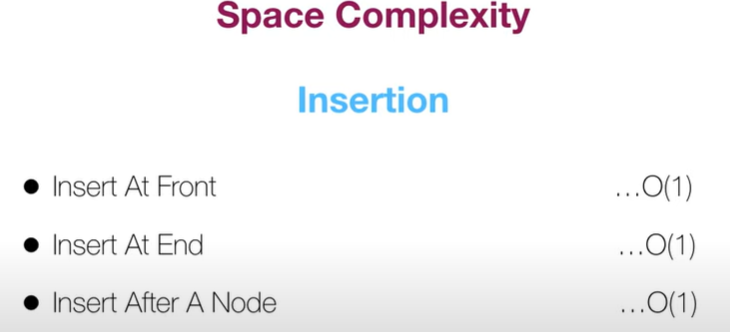 Space Complexity
Insertion
● Insert At Front ...O(1)
● Insert At End ...O(1)
● Insert After A Node ...O(1)